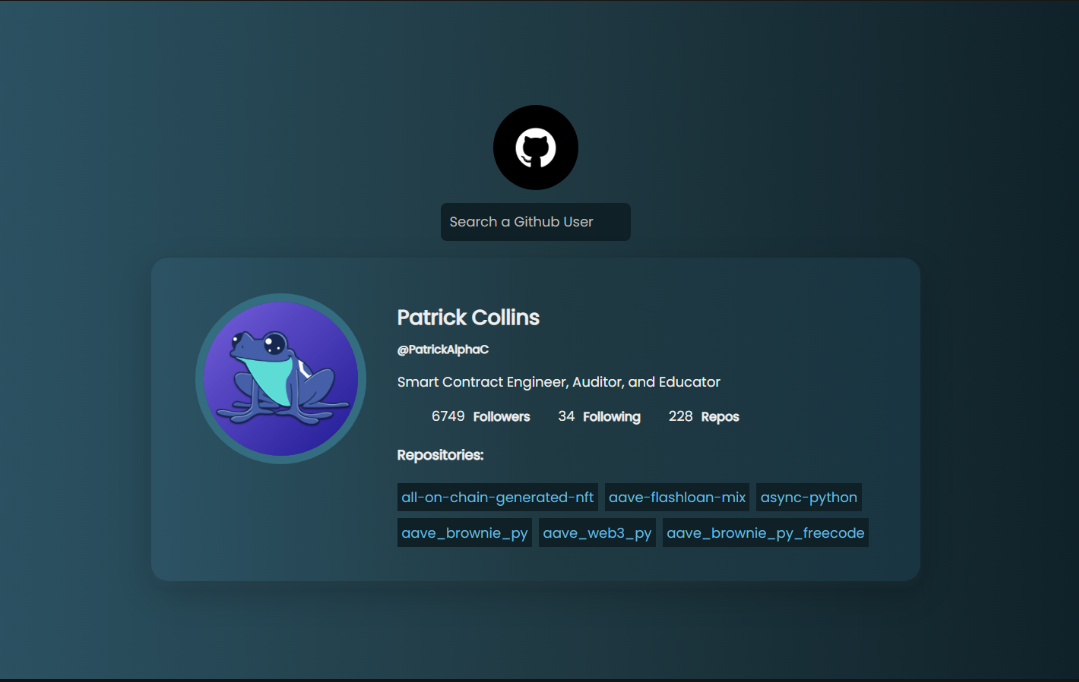 Search a Github User
Patrick Collins
@PatrickAlphaC
Smart Contract Engineer, Auditor, and Educator
6749 Followers 34 Following 228 Repos
Repositories:
all-on-chain-generated-nft aave-flashloan-mix async-python
aave_brownie_py aave_web3_py aave_brownie_py_freecode